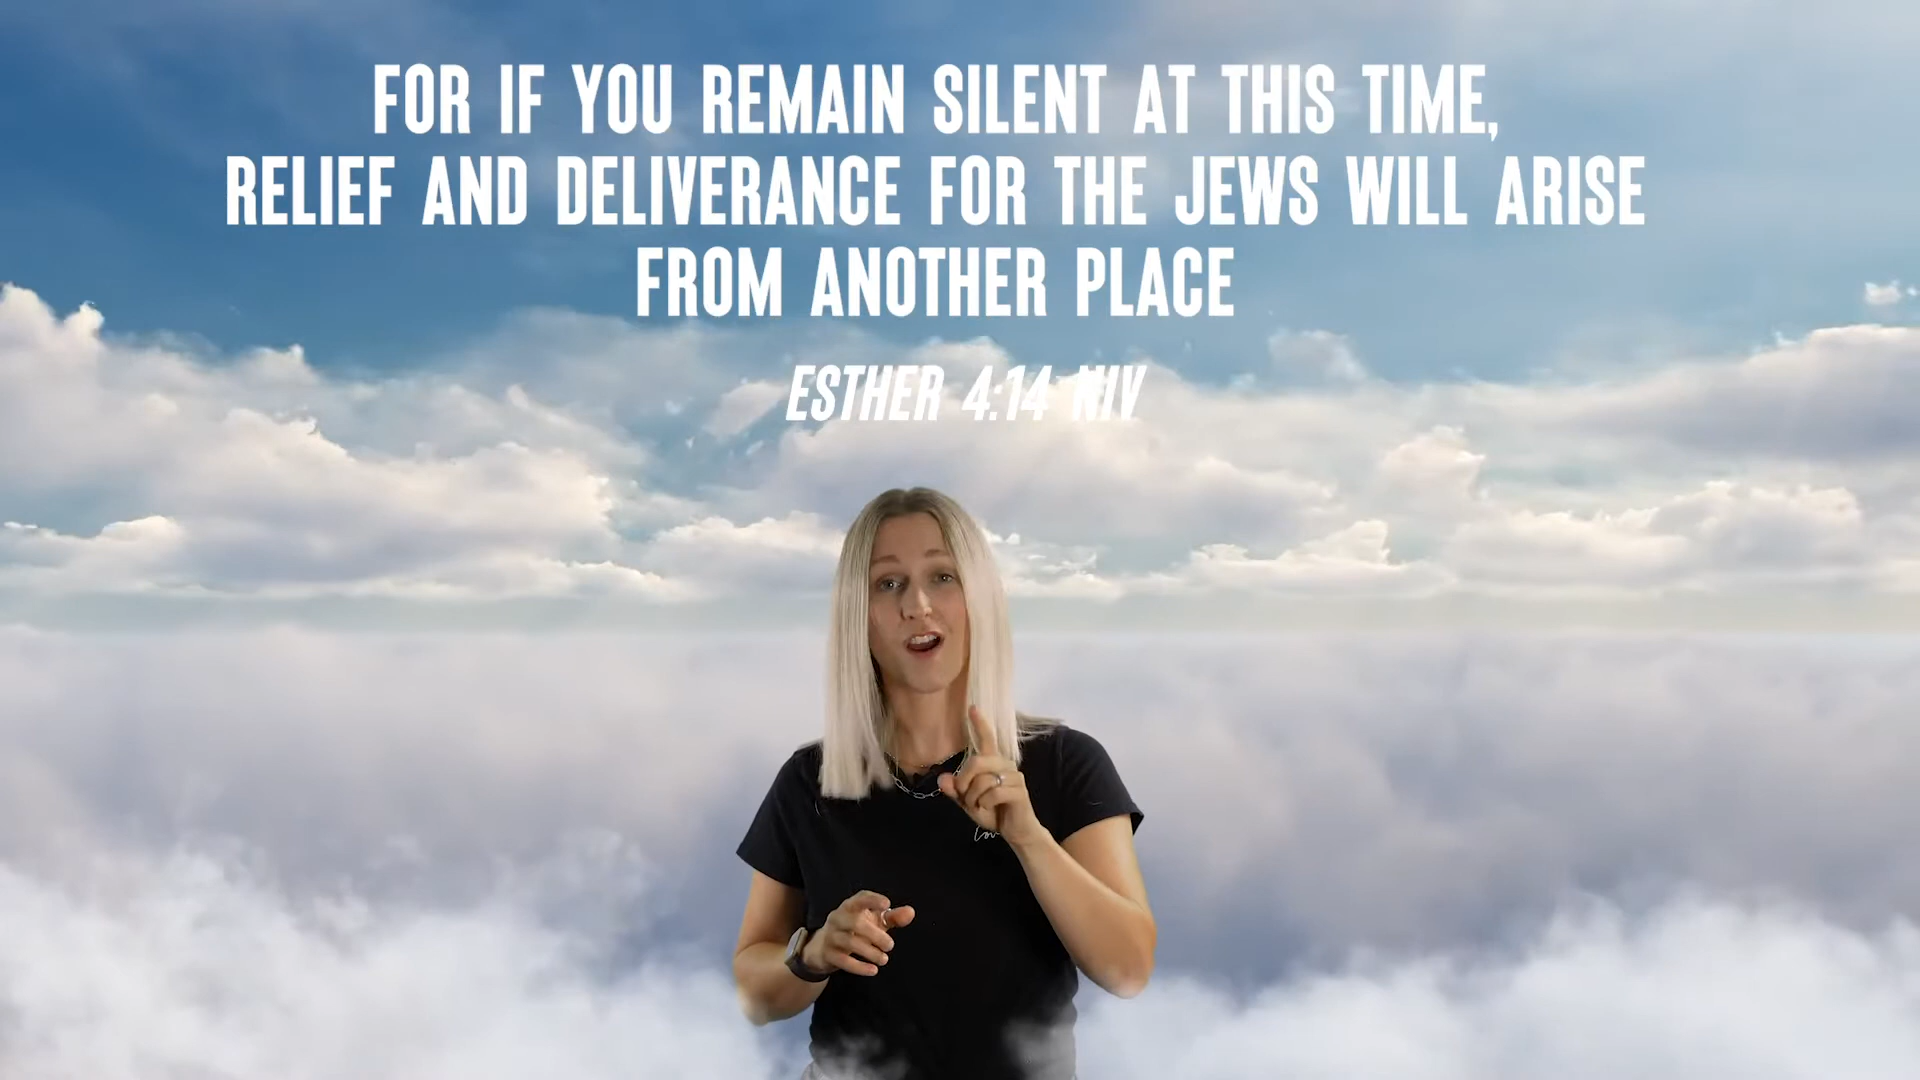 FOR IF YOU REMAIN SILENT AT THIS TIME,
RELIEF AND DELIVERANCE FOR THE JEWS WILL ARISE
FROM ANOTHER PLACE
ESTHER 4:14 NIV